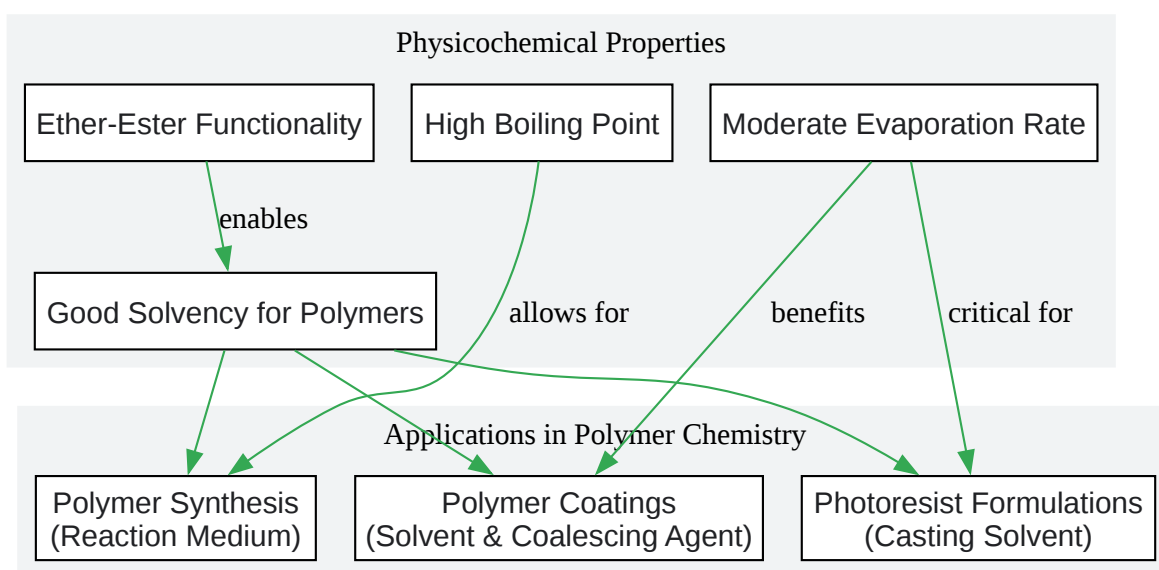 Physicochemical Properties
Ether-Ester Functionality
High Boiling Point
Moderate Evaporation Rate
enables
Good Solvency for Polymers
allows for
benefits
critical for
Applications in Polymer Chemistry
Polymer Synthesis
(Reaction Medium)
Polymer Coatings
(Solvent & Coalescing Agent)
Photoresist Formulations
(Casting Solvent)